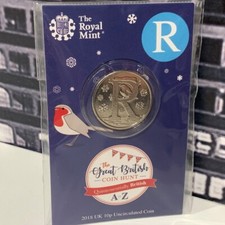 The
Royal
Mint®
R
R
The
Great British
COIN HUNT
Quintessentially British
A-Z
2018 UK 10p Uncirculated Coin